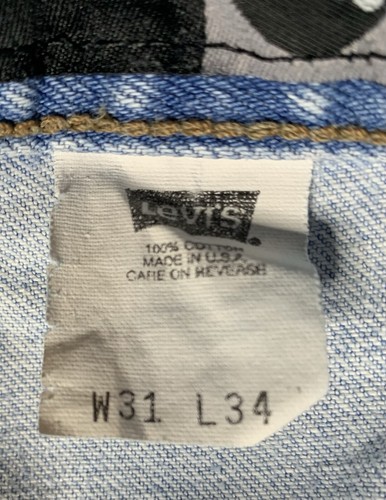 Levi's
100% COTTON
MADE IN U.S.A.
CARE ON REVERSE
W31 L34